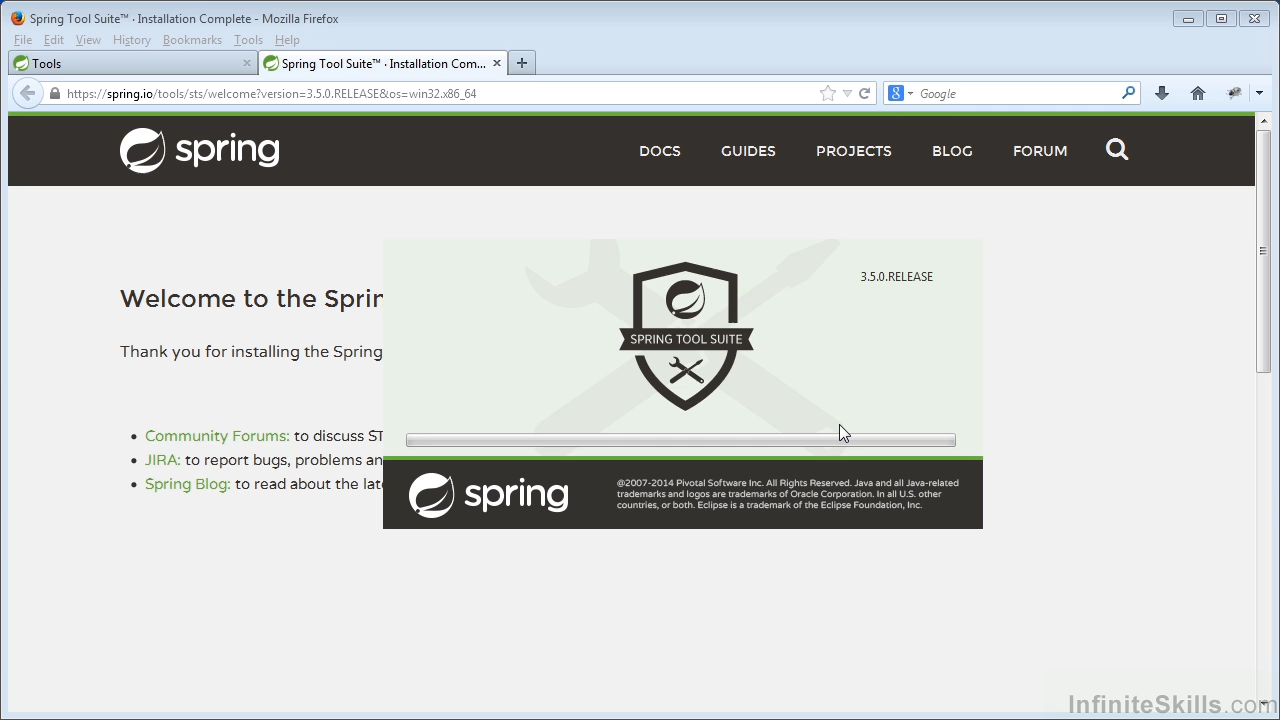 Spring Tool Suite™ · Installation Complete - Mozilla Firefox
File Edit View History Bookmarks Tools Help
Tools
Spring Tool Suite™ · Installation Com...
https://spring.io/tools/sts/welcome?version=3.5.0.RELEASE&os=win32.x86_64
8 Google
spring
DOCS GUIDES PROJECTS BLOG FORUM
3.5.0.RELEASE
Welcome to the Sprin
SPRING TOOL SUITE
Thank you for installing the Spring
Community Forums: to discuss ST
JIRA: to report bugs, problems an
Spring Blog: to read about the late
spring
©2007-2014 Pivotal Software Inc. All Rights Reserved. Java and all Java-related
trademarks and logos are trademarks of Oracle Corporation. In all U.S. other
countries, or both. Eclipse is a trademark of the Eclipse Foundation, Inc.
InfiniteSkills.com